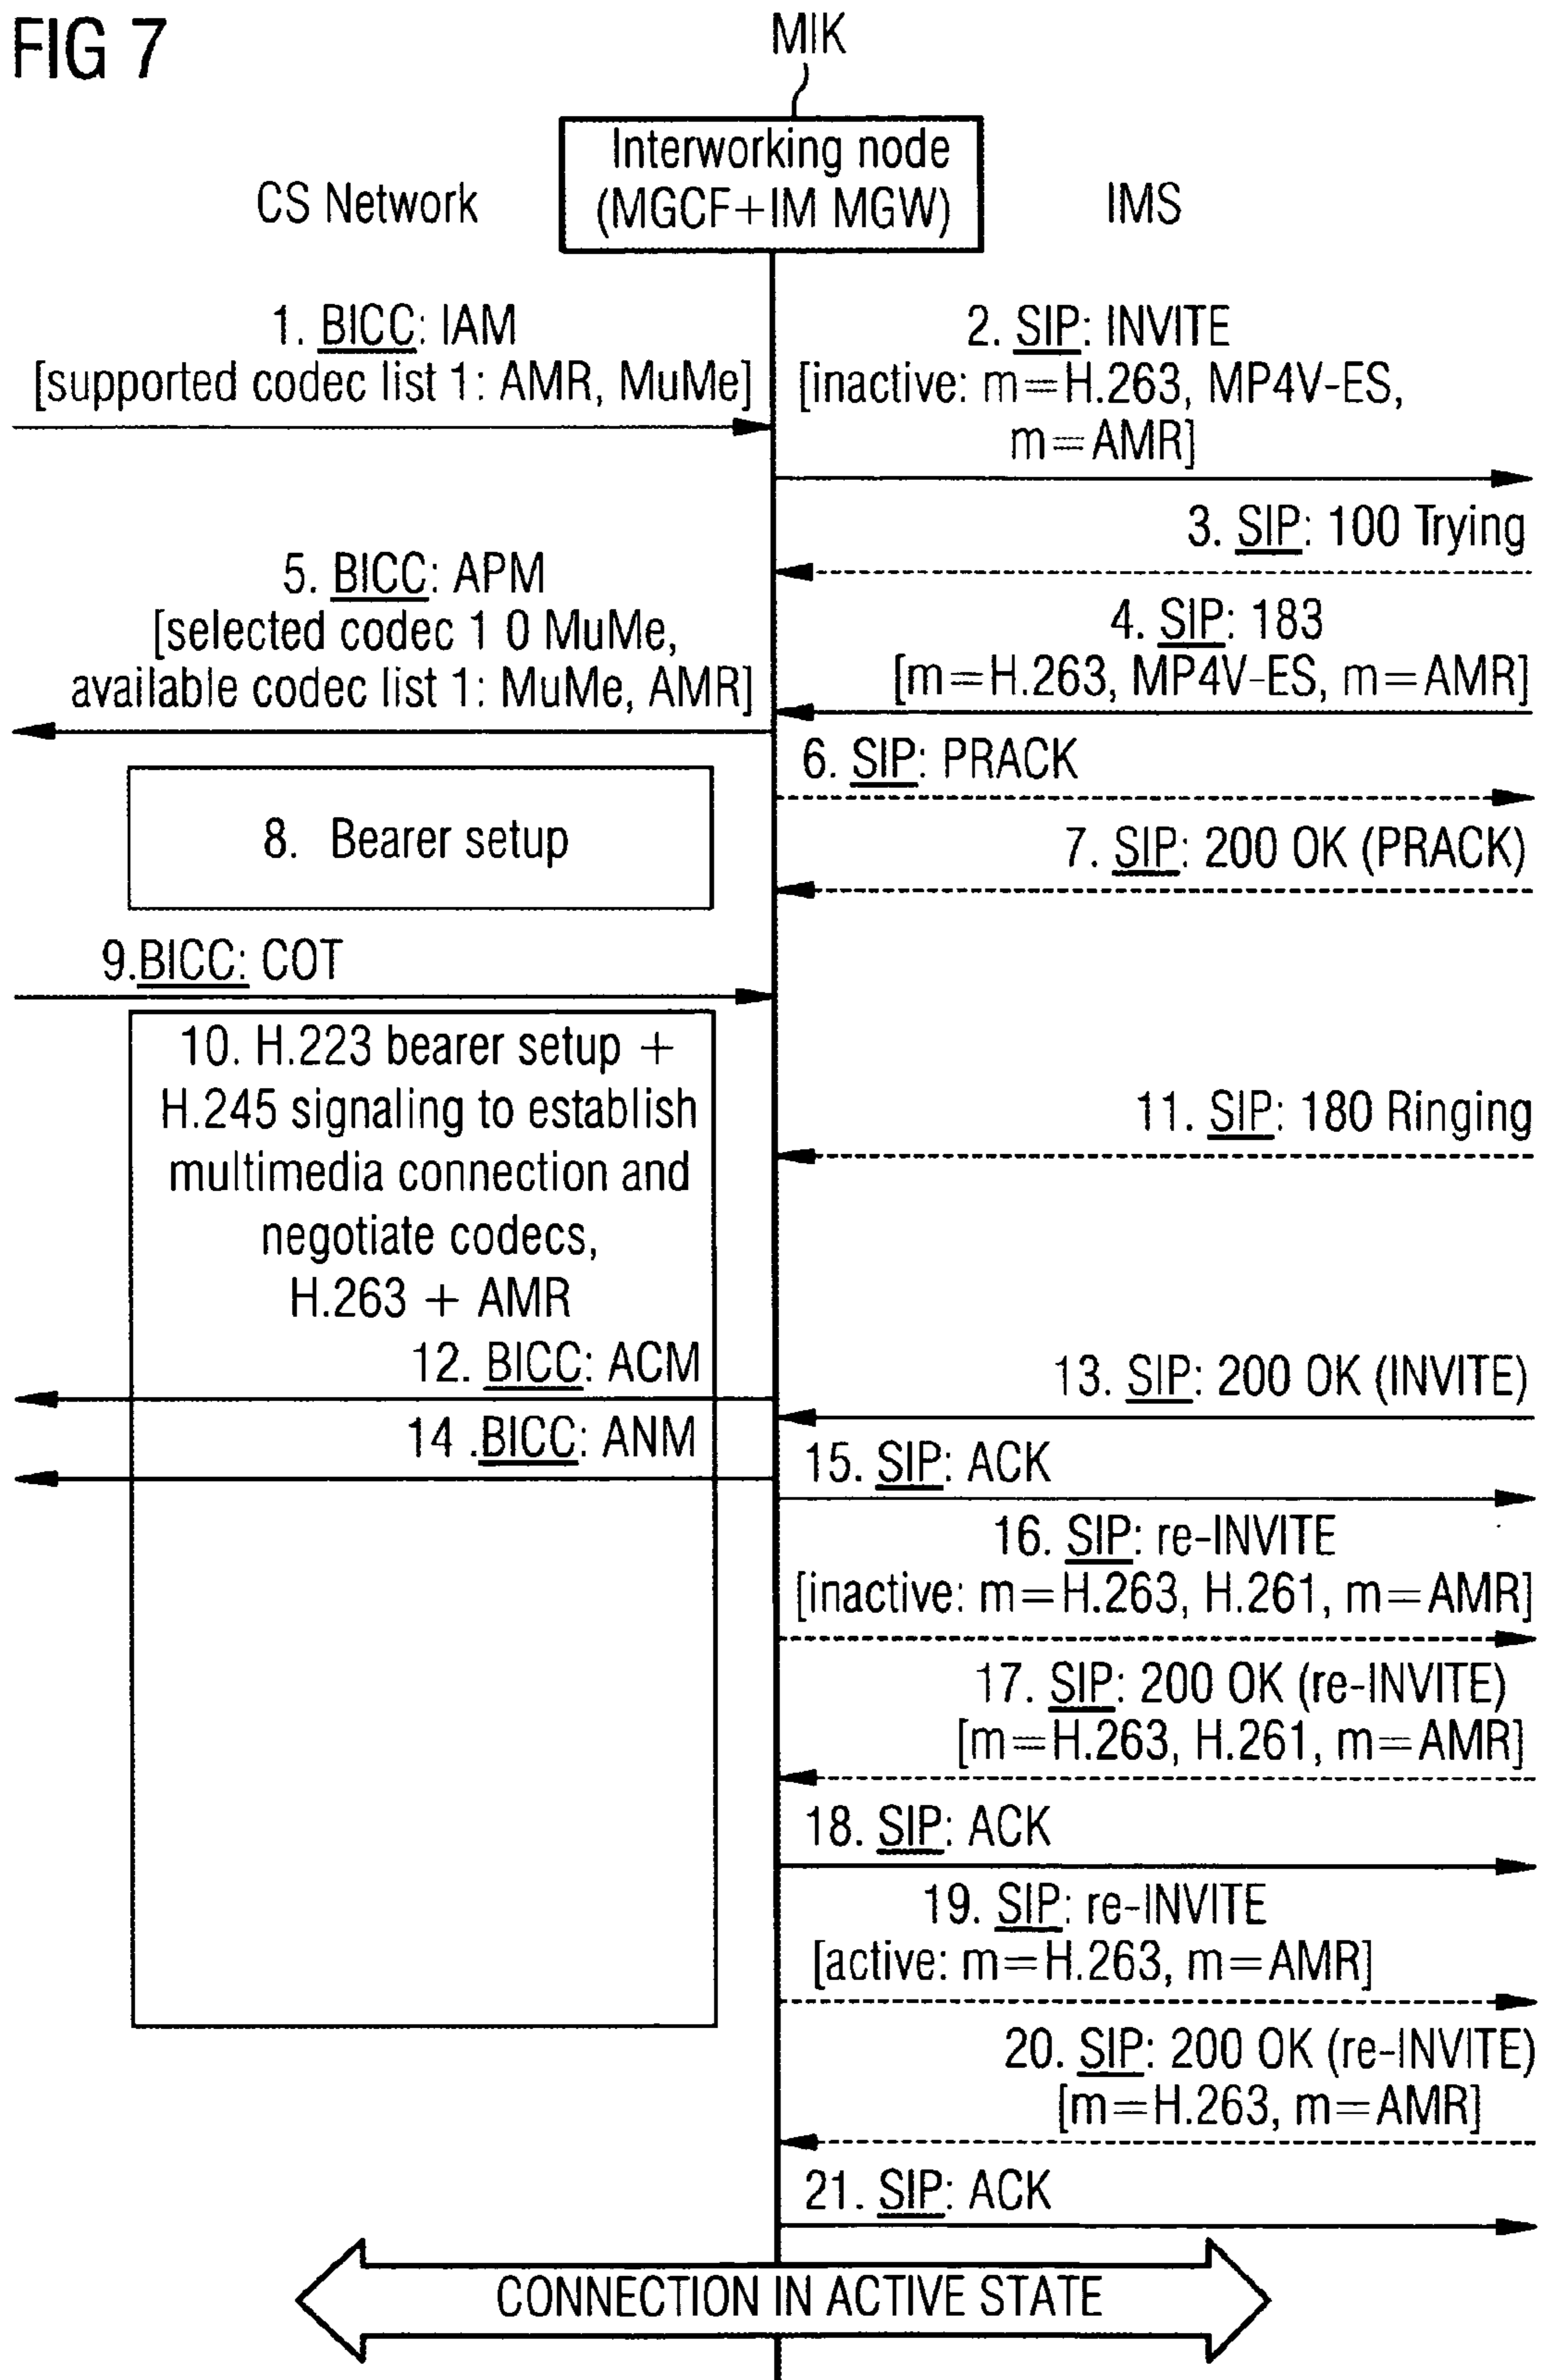 FIG 7
MIK
Interworking node
(MGCF+IM MGW)
CS Network
IMS
1. BICC: IAM
[supported codec list 1: AMR, MuMe]
2. SIP: INVITE
[inactive: m=H.263, MP4V-ES,
m=AMR]
3. SIP: 100 Trying
4. SIP: 183
[m=H.263, MP4V-ES, m=AMR]
5. BICC: APM
[selected codec 1 0 MuMe,
available codec list 1: MuMe, AMR]
6. SIP: PRACK
7. SIP: 200 OK (PRACK)
8. Bearer setup
9.BICC: COT
10. H.223 bearer setup +
H.245 signaling to establish
multimedia connection and
negotiate codecs,
H.263 + AMR
11. SIP: 180 Ringing
12. BICC: ACM
13. SIP: 200 OK (INVITE)
14 .BICC: ANM
15. SIP: ACK
16. SIP: re-INVITE
[inactive: m=H.263, H.261, m=AMR]
17. SIP: 200 OK (re-INVITE)
[m=H.263, H.261, m=AMR]
18. SIP: ACK
19. SIP: re-INVITE
[active: m=H.263, m=AMR]
20. SIP: 200 OK (re-INVITE)
[m=H.263, m=AMR]
21. SIP: ACK
CONNECTION IN ACTIVE STATE